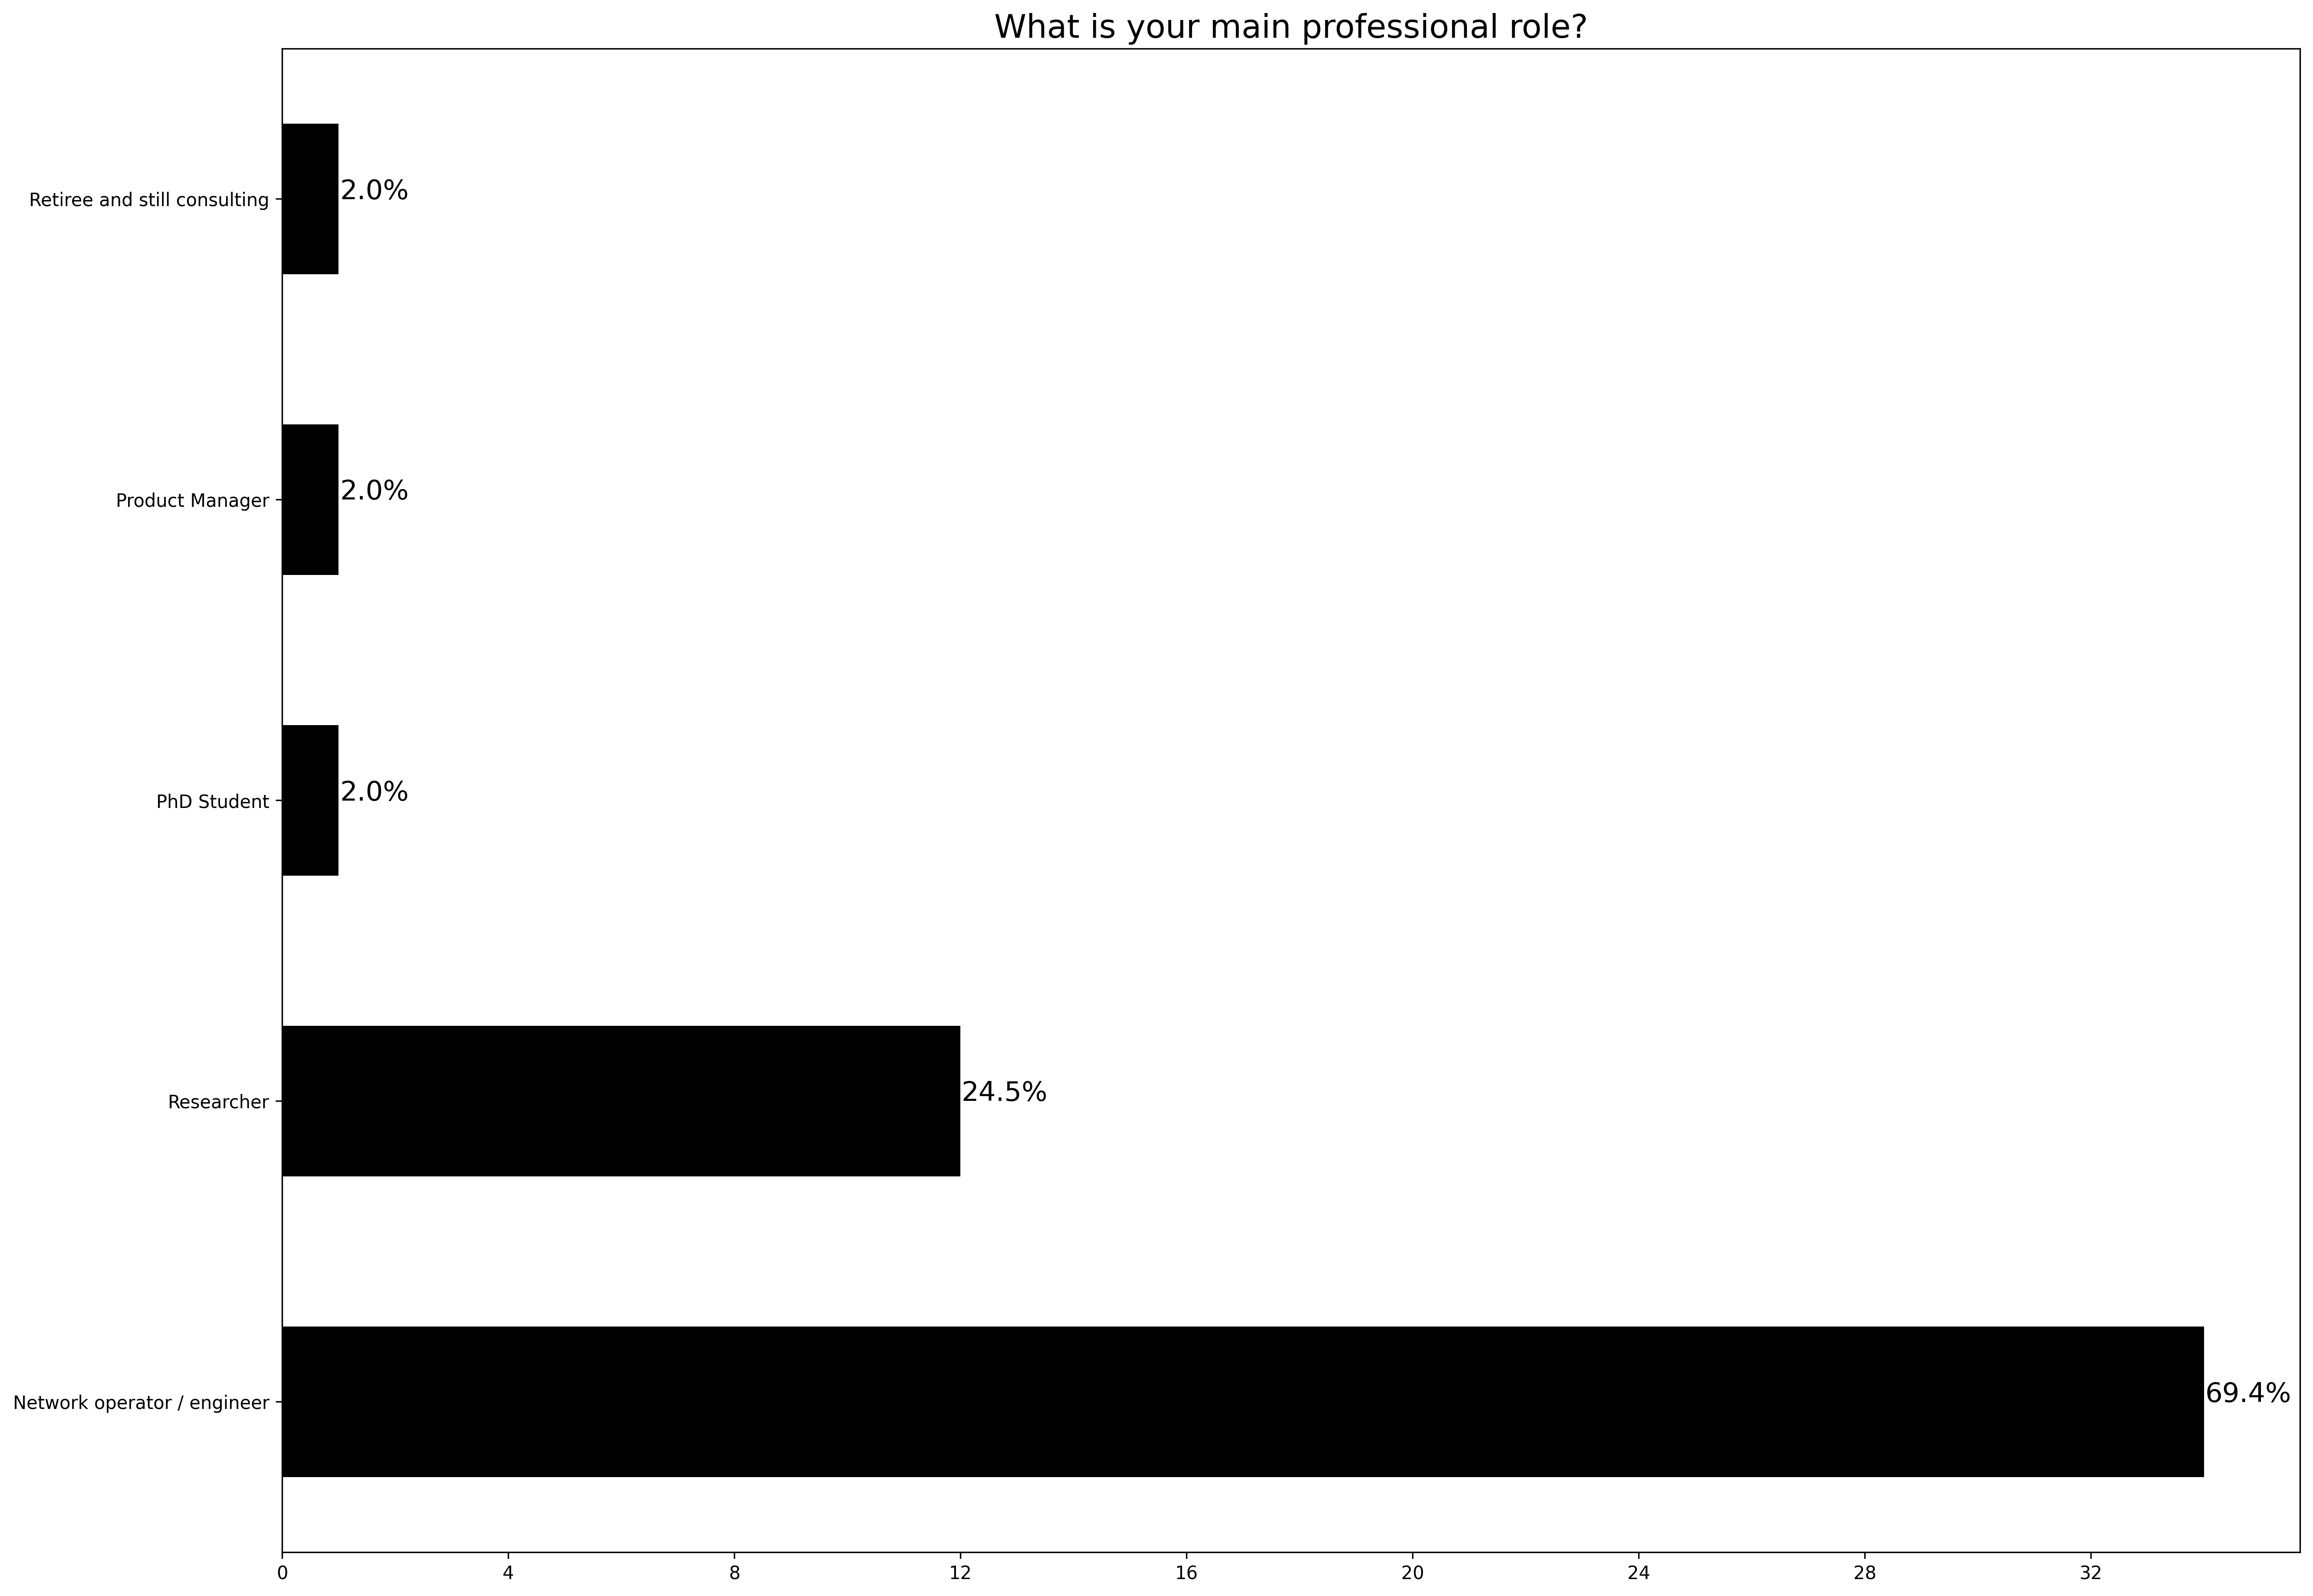 What is your main professional role?
Retiree and still consulting
2.0%
Product Manager
2.0%
PhD Student
2.0%
Researcher
24.5%
Network operator / engineer
69.4%
0 4 8 12 16 20 24 28 32